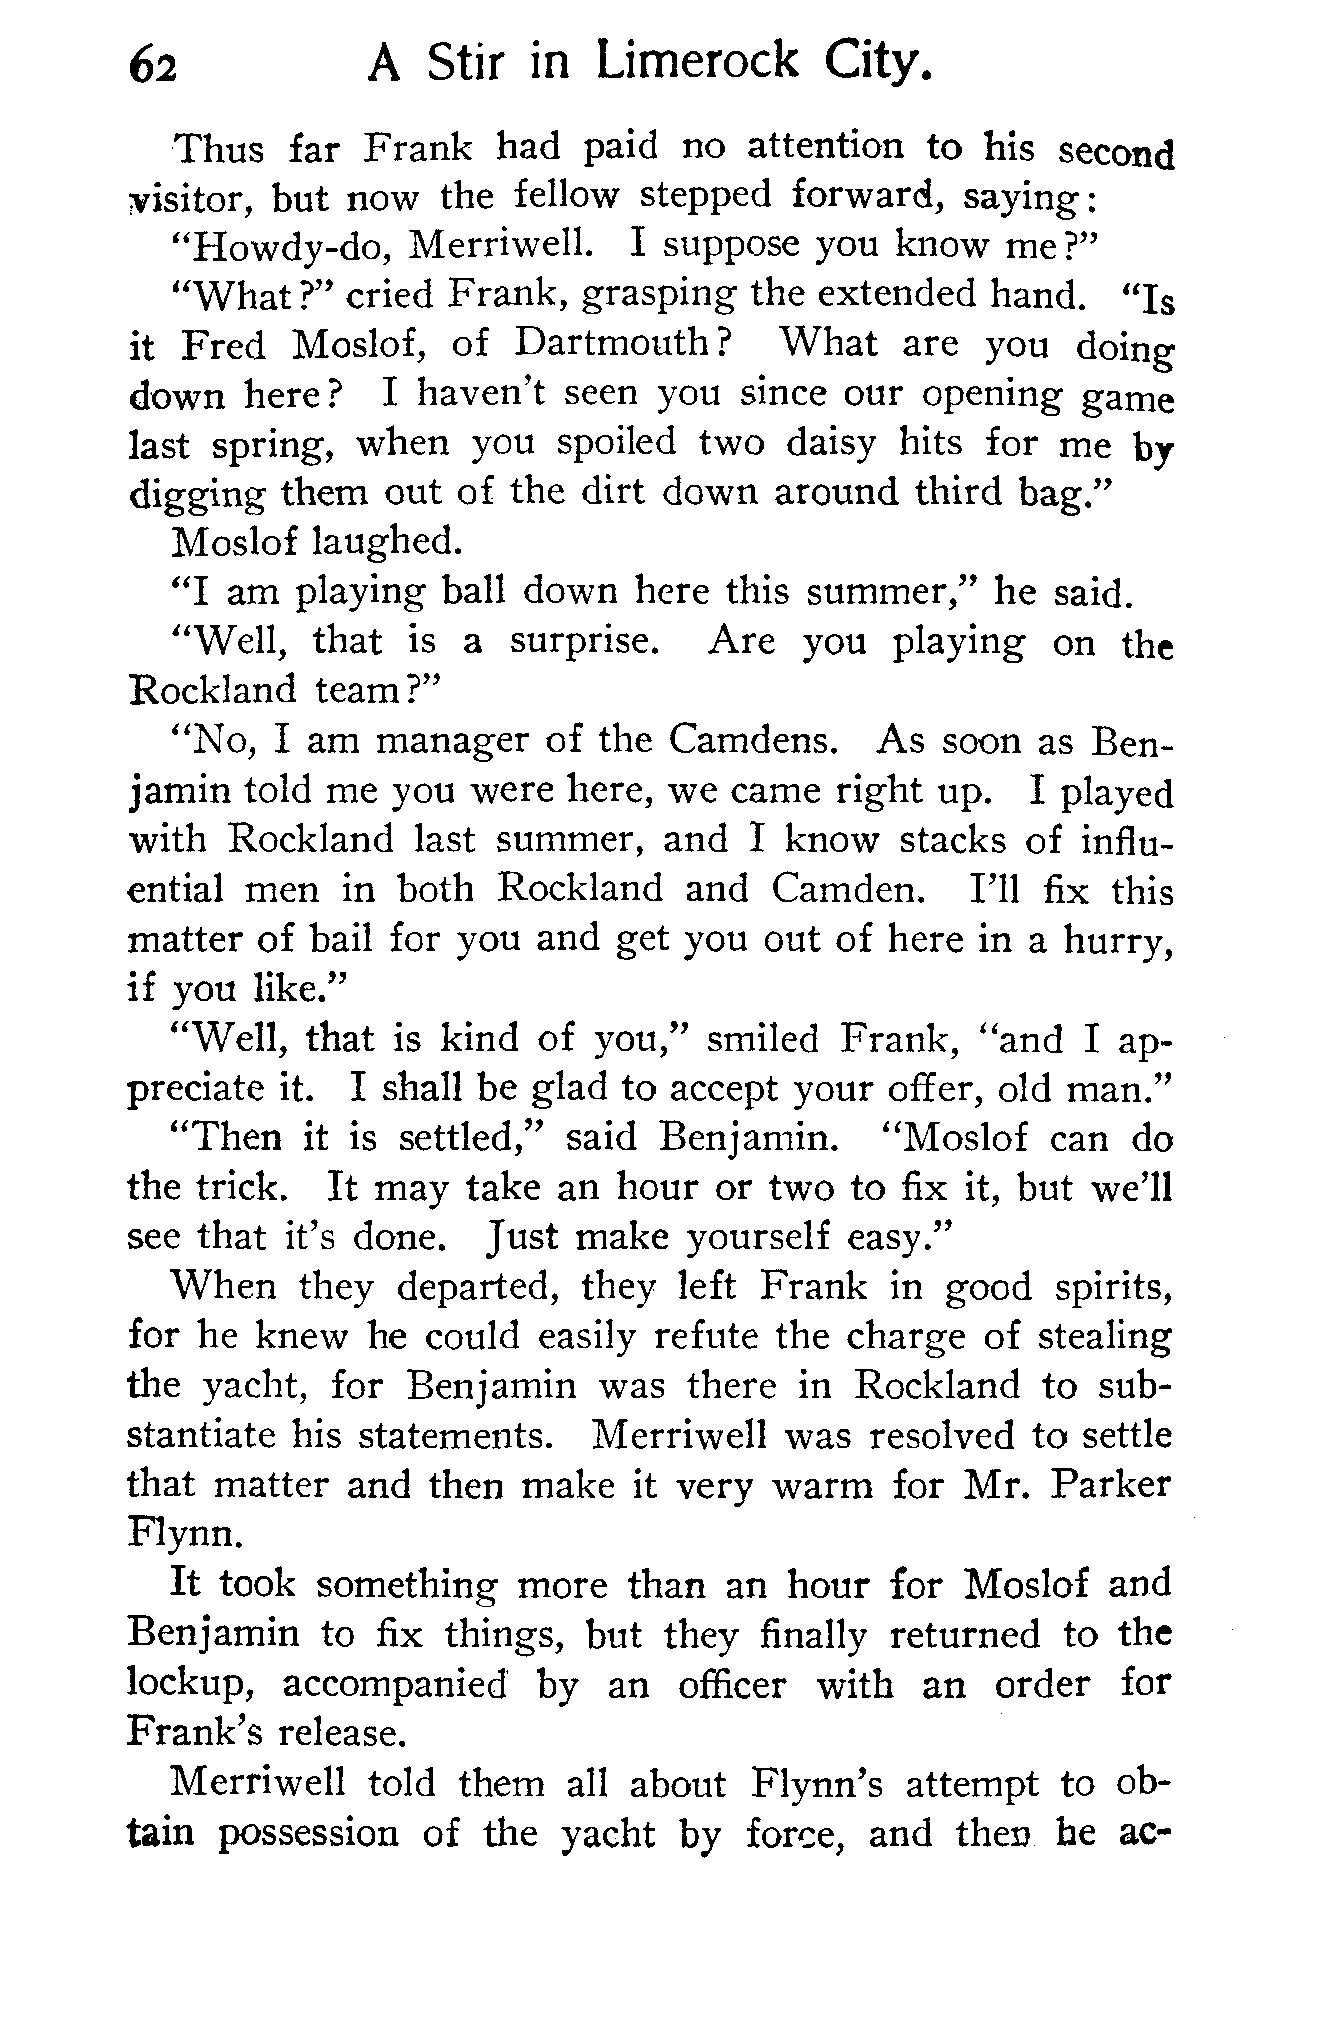 62 A Stir in Limerock City.
Thus far Frank had paid no attention to his second
visitor, but now the fellow stepped forward, saying:
“Howdy-do, Merriwell. I suppose you know me?”
“What?” cried Frank, grasping the extended hand. “Is
it Fred Moslof, of Dartmouth? What are you doing
down here? I haven’t seen you since our opening game
last spring, when you spoiled two daisy hits for me by
digging them out of the dirt down around third bag.”
Moslof laughed.
“I am playing ball down here this summer,” he said.
“Well, that is a surprise. Are you playing on the
Rockland team?”
“No, I am manager of the Camdens. As soon as Ben-
jamin told me you were here, we came right up. I played
with Rockland last summer, and I know stacks of influ-
ential men in both Rockland and Camden. I’ll fix this
matter of bail for you and get you out of here in a hurry,
if you like.”
“Well, that is kind of you,” smiled Frank, “and I ap-
preciate it. I shall be glad to accept your offer, old man.”
“Then it is settled,” said Benjamin. “Moslof can do
the trick. It may take an hour or two to fix it, but we’ll
see that it’s done. Just make yourself easy.”
When they departed, they left Frank in good spirits,
for he knew he could easily refute the charge of stealing
the yacht, for Benjamin was there in Rockland to sub-
stantiate his statements. Merriwell was resolved to settle
that matter and then make it very warm for Mr. Parker
Flynn.
It took something more than an hour for Moslof and
Benjamin to fix things, but they finally returned to the
lockup, accompanied by an officer with an order for
Frank’s release.
Merriwell told them all about Flynn’s attempt to ob-
tain possession of the yacht by force, and then he ac-